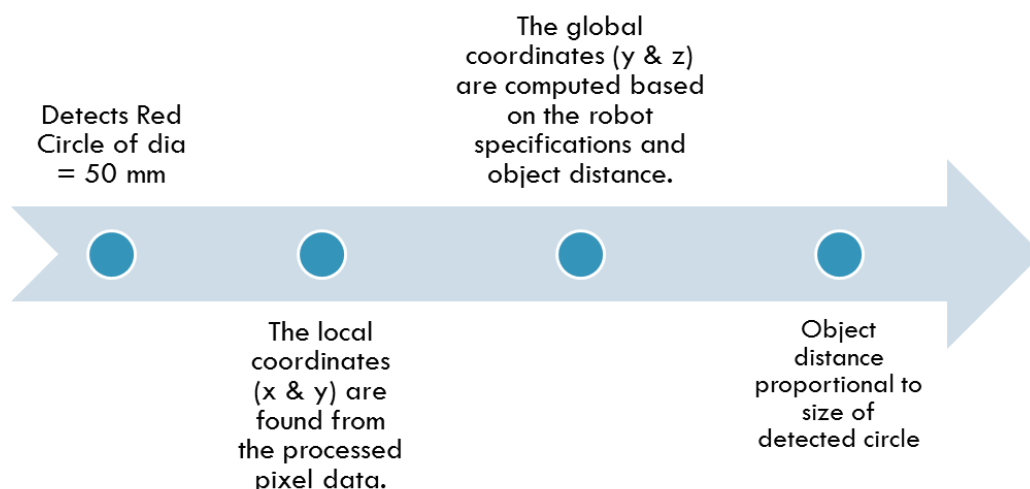 Detects Red
Circle of dia
= 50 mm
The local
coordinates
(x & y) are
found from
the processed
pixel data.
The global
coordinates (y & z)
are computed based
on the robot
specifications and
object distance.
Object
distance
proportional to
size of
detected circle